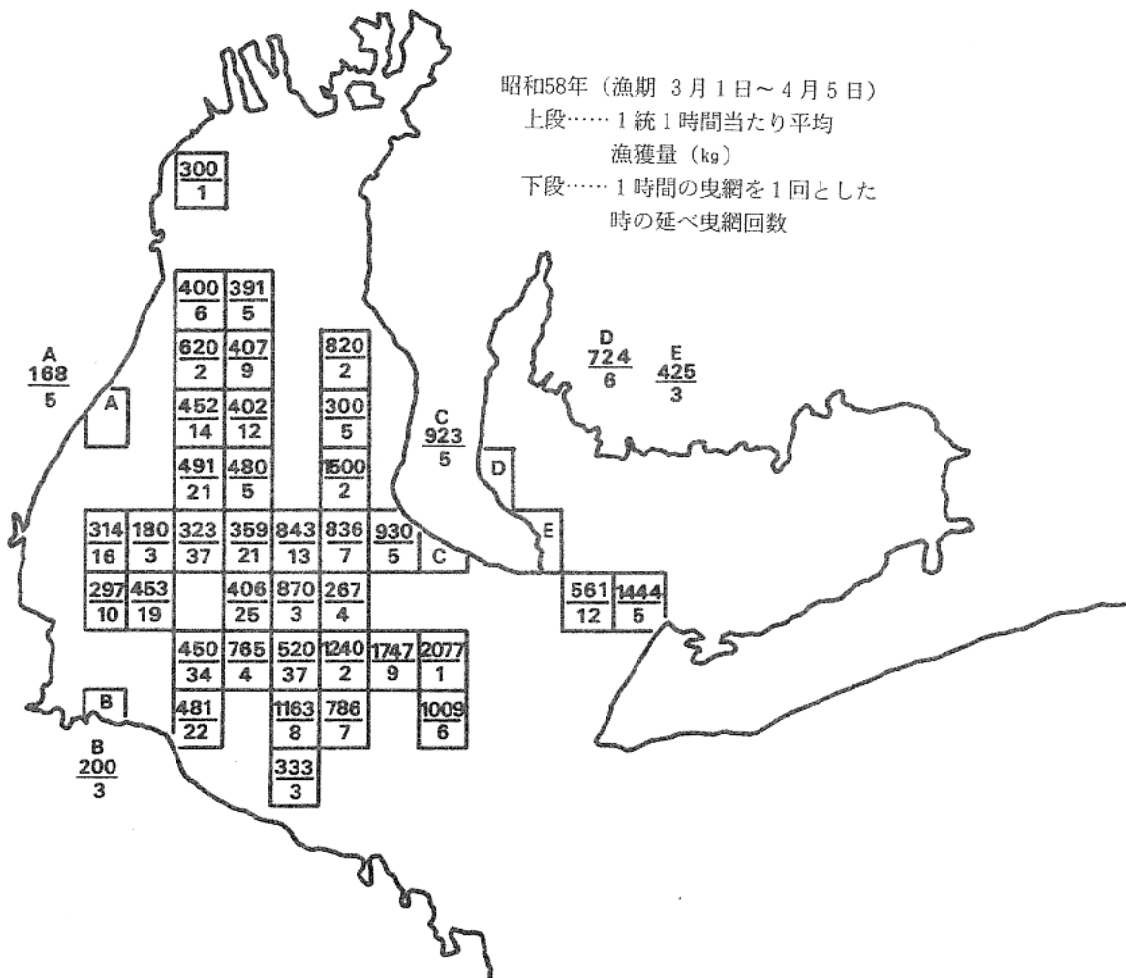 昭和58年（漁期 3月1日～4月5日）
上段……1統1時間当たり平均
漁獲量（kg）
下段……1時間の曳網を1回とした
時の延べ曳網回数
300
1
400 391
6 5
620 407 820
2 9 2
D
724
6
E
425
3
A
168
5
A
452 402 300
14 12 5
C
923
5
491 480 1500
21 5 2
D
314 180 323 359 843 836 930 C E
16 3 37 21 13 7 5
297 453 406 870 267 561 1444
10 19 25 3 4 12 5
450 765 520 1240 1747 2077
34 4 37 2 9 1
B 481 1163 786 1009
22 8 7 6
B
200
3
333
3